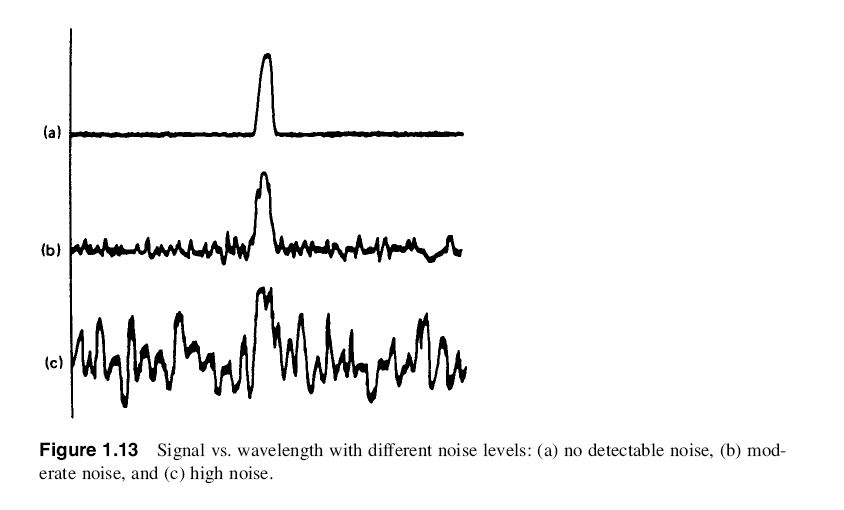 (a)
(b)
(c)
Figure 1.13 Signal vs. wavelength with different noise levels: (a) no detectable noise, (b) mod-
erate noise, and (c) high noise.